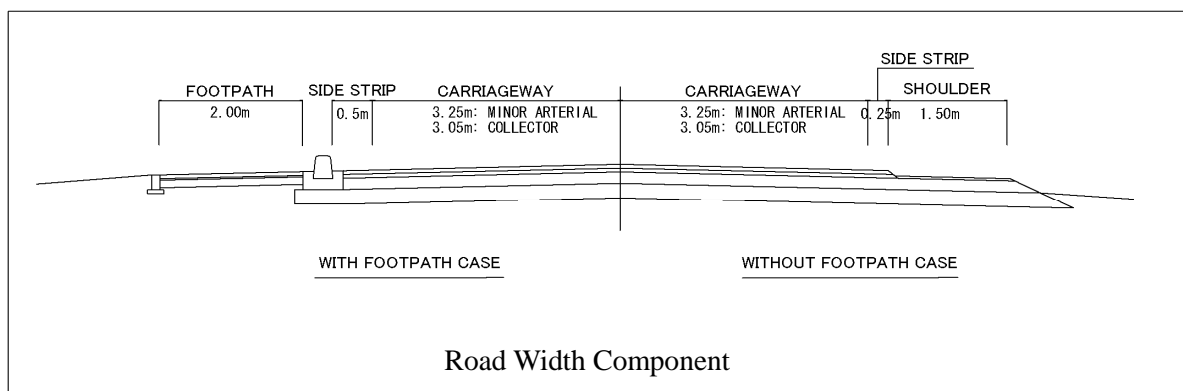 SIDE STRIP
FOOTPATH SIDE STRIP CARRIAGEWAY CARRIAGEWAY SHOULDER
2.00m 0.5m 3.25m: MINOR ARTERIAL 3.25m: MINOR ARTERIAL 0.25m 1.50m
3.05m: COLLECTOR 3.05m: COLLECTOR
WITH FOOTPATH CASE WITHOUT FOOTPATH CASE
Road Width Component